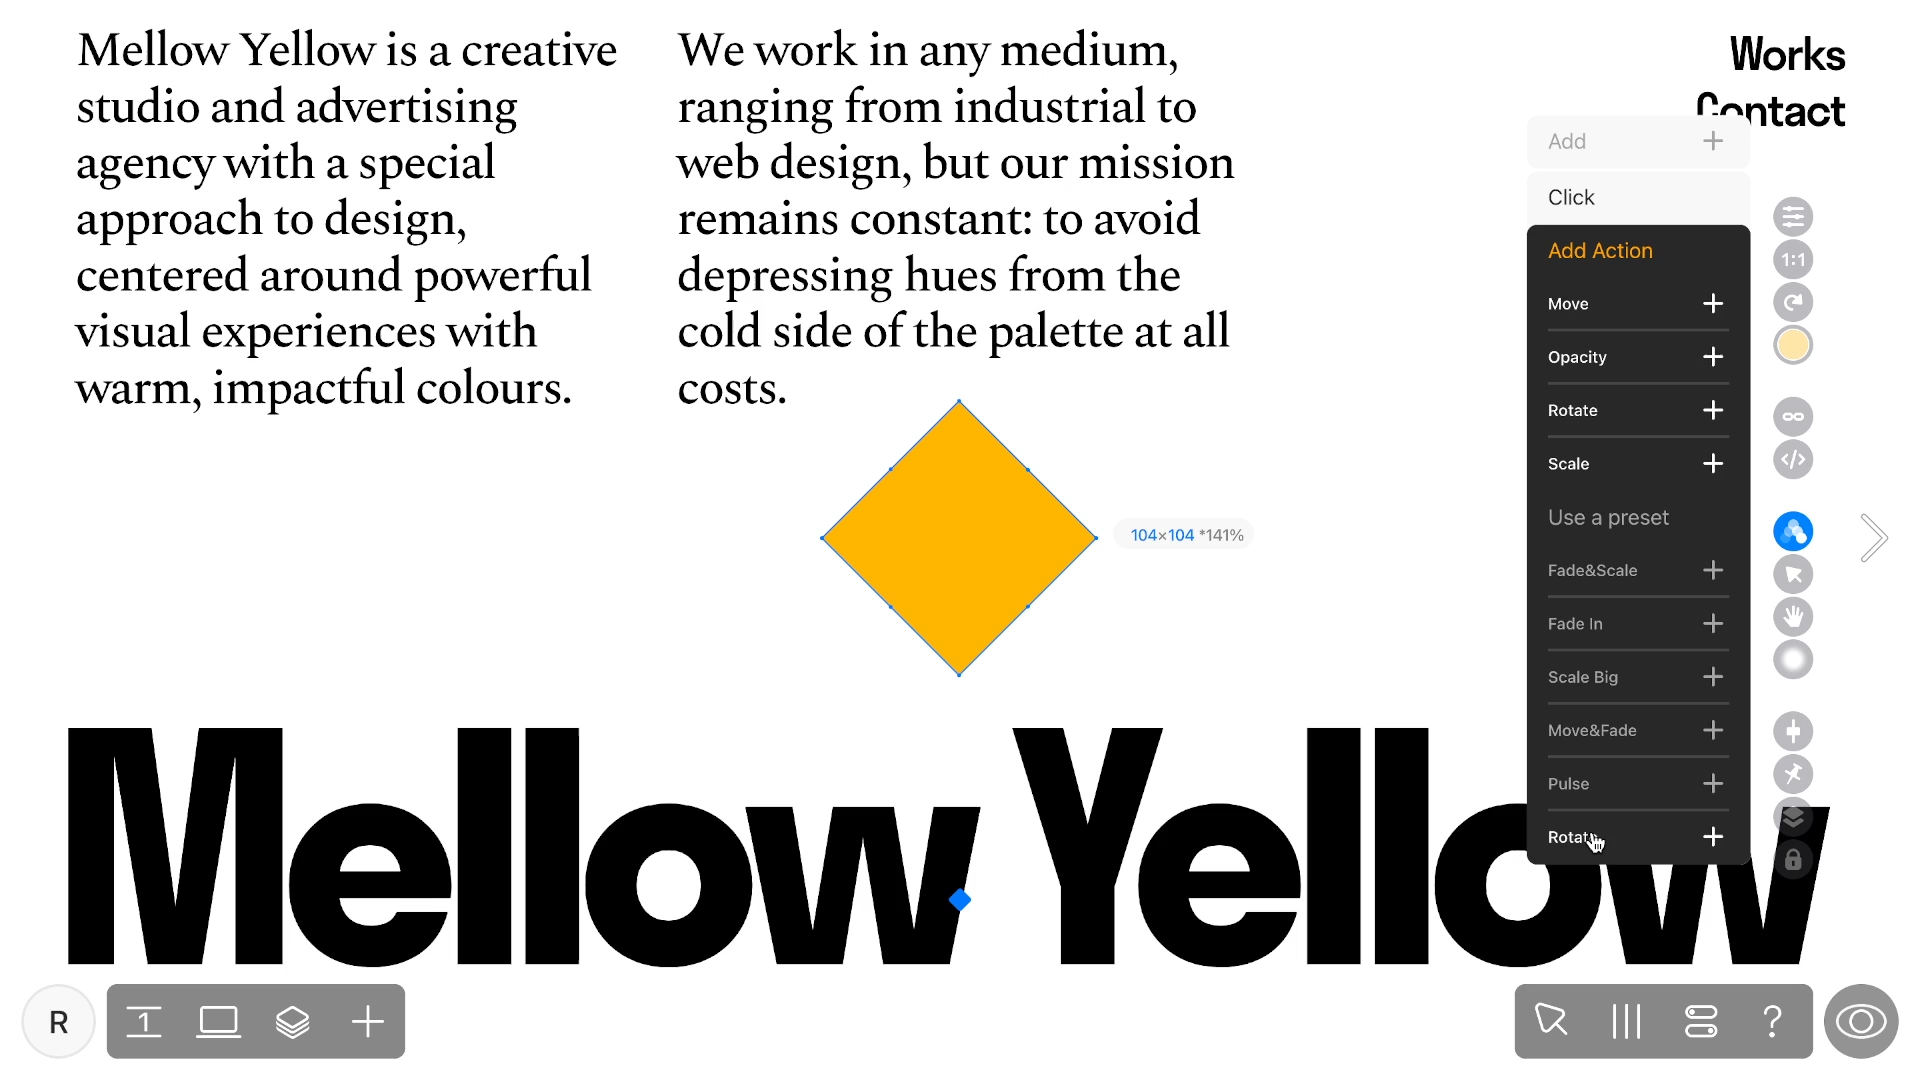 Mellow Yellow is a creative
studio and advertising
agency with a special
approach to design,
centered around powerful
visual experiences with
warm, impactful colours.
We work in any medium,
ranging from industrial to
web design, but our mission
remains constant: to avoid
depressing hues from the
cold side of the palette at all
costs.
Works
Contact
Add
Click
Add Action
Move
Opacity
Rotate
Scale
Use a preset
Fade&Scale
Fade In
Scale Big
Move&Fade
Pulse
Rotate
1:1
104×104 *141%
Mellow Yellow
R
1
?